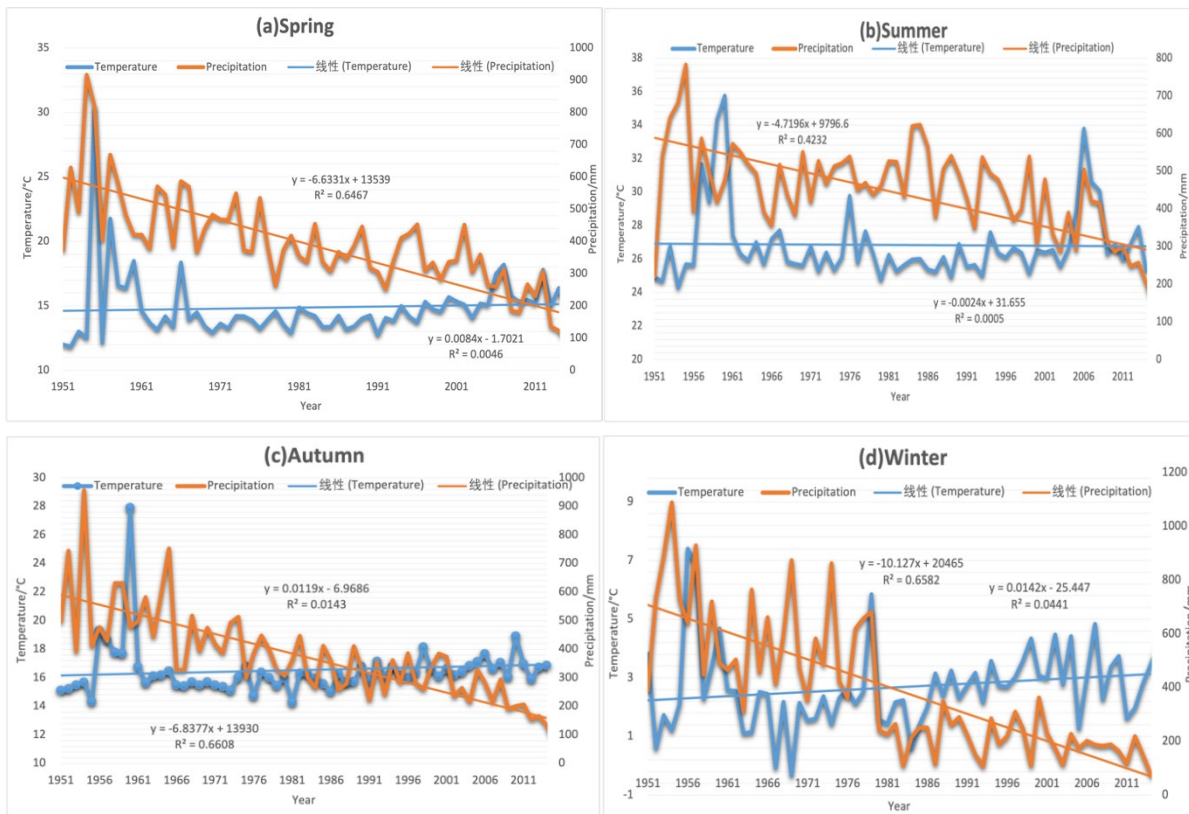 (a)Spring
35
30
25
20
15
10
Temperature/°C
1000
900
800
700
600
500
400
300
200
100
0
Precipitation/mm
Temperature Precipitation 线性 (Temperature) 线性 (Precipitation)
y = -6.6331x + 13539
R² = 0.6467
y = 0.0084x - 1.7021
R² = 0.0046
1951 1961 1971 1981 1991 2001 2011
Year
(b)Summer
38
36
34
32
30
28
26
24
22
20
Temperature/°C
800
700
600
500
400
300
200
100
0
Precipitation/mm
Temperature Precipitation 线性 (Temperature) 线性 (Precipitation)
y = -4.7196x + 9796.6
R² = 0.4232
y = -0.0024x + 31.655
R² = 0.0005
1951 1956 1961 1966 1971 1976 1981 1986 1991 1996 2001 2006 2011
Year
(c)Autumn
30
28
26
24
22
20
18
16
14
12
10
Temperature/°C
1000
900
800
700
600
500
400
300
200
100
0
Precipitation/mm
Temperature Precipitation 线性 (Temperature) 线性 (Precipitation)
y = 0.0119x - 6.9686
R² = 0.0143
y = -6.8377x + 13930
R² = 0.6608
1951 1956 1961 1966 1971 1976 1981 1986 1991 1996 2001 2006 2011
Year
(d)Winter
9
7
5
3
1
-1
Temperature/°C
1200
1000
800
600
400
200
0
Precipitation/mm
Temperature Precipitation 线性 (Temperature) 线性 (Precipitation)
y = -10.127x + 20465
R² = 0.6582
y = 0.0142x - 25.447
R² = 0.0441
1951 1956 1961 1966 1971 1976 1981 1986 1991 1996 2001 2006 2011
Year